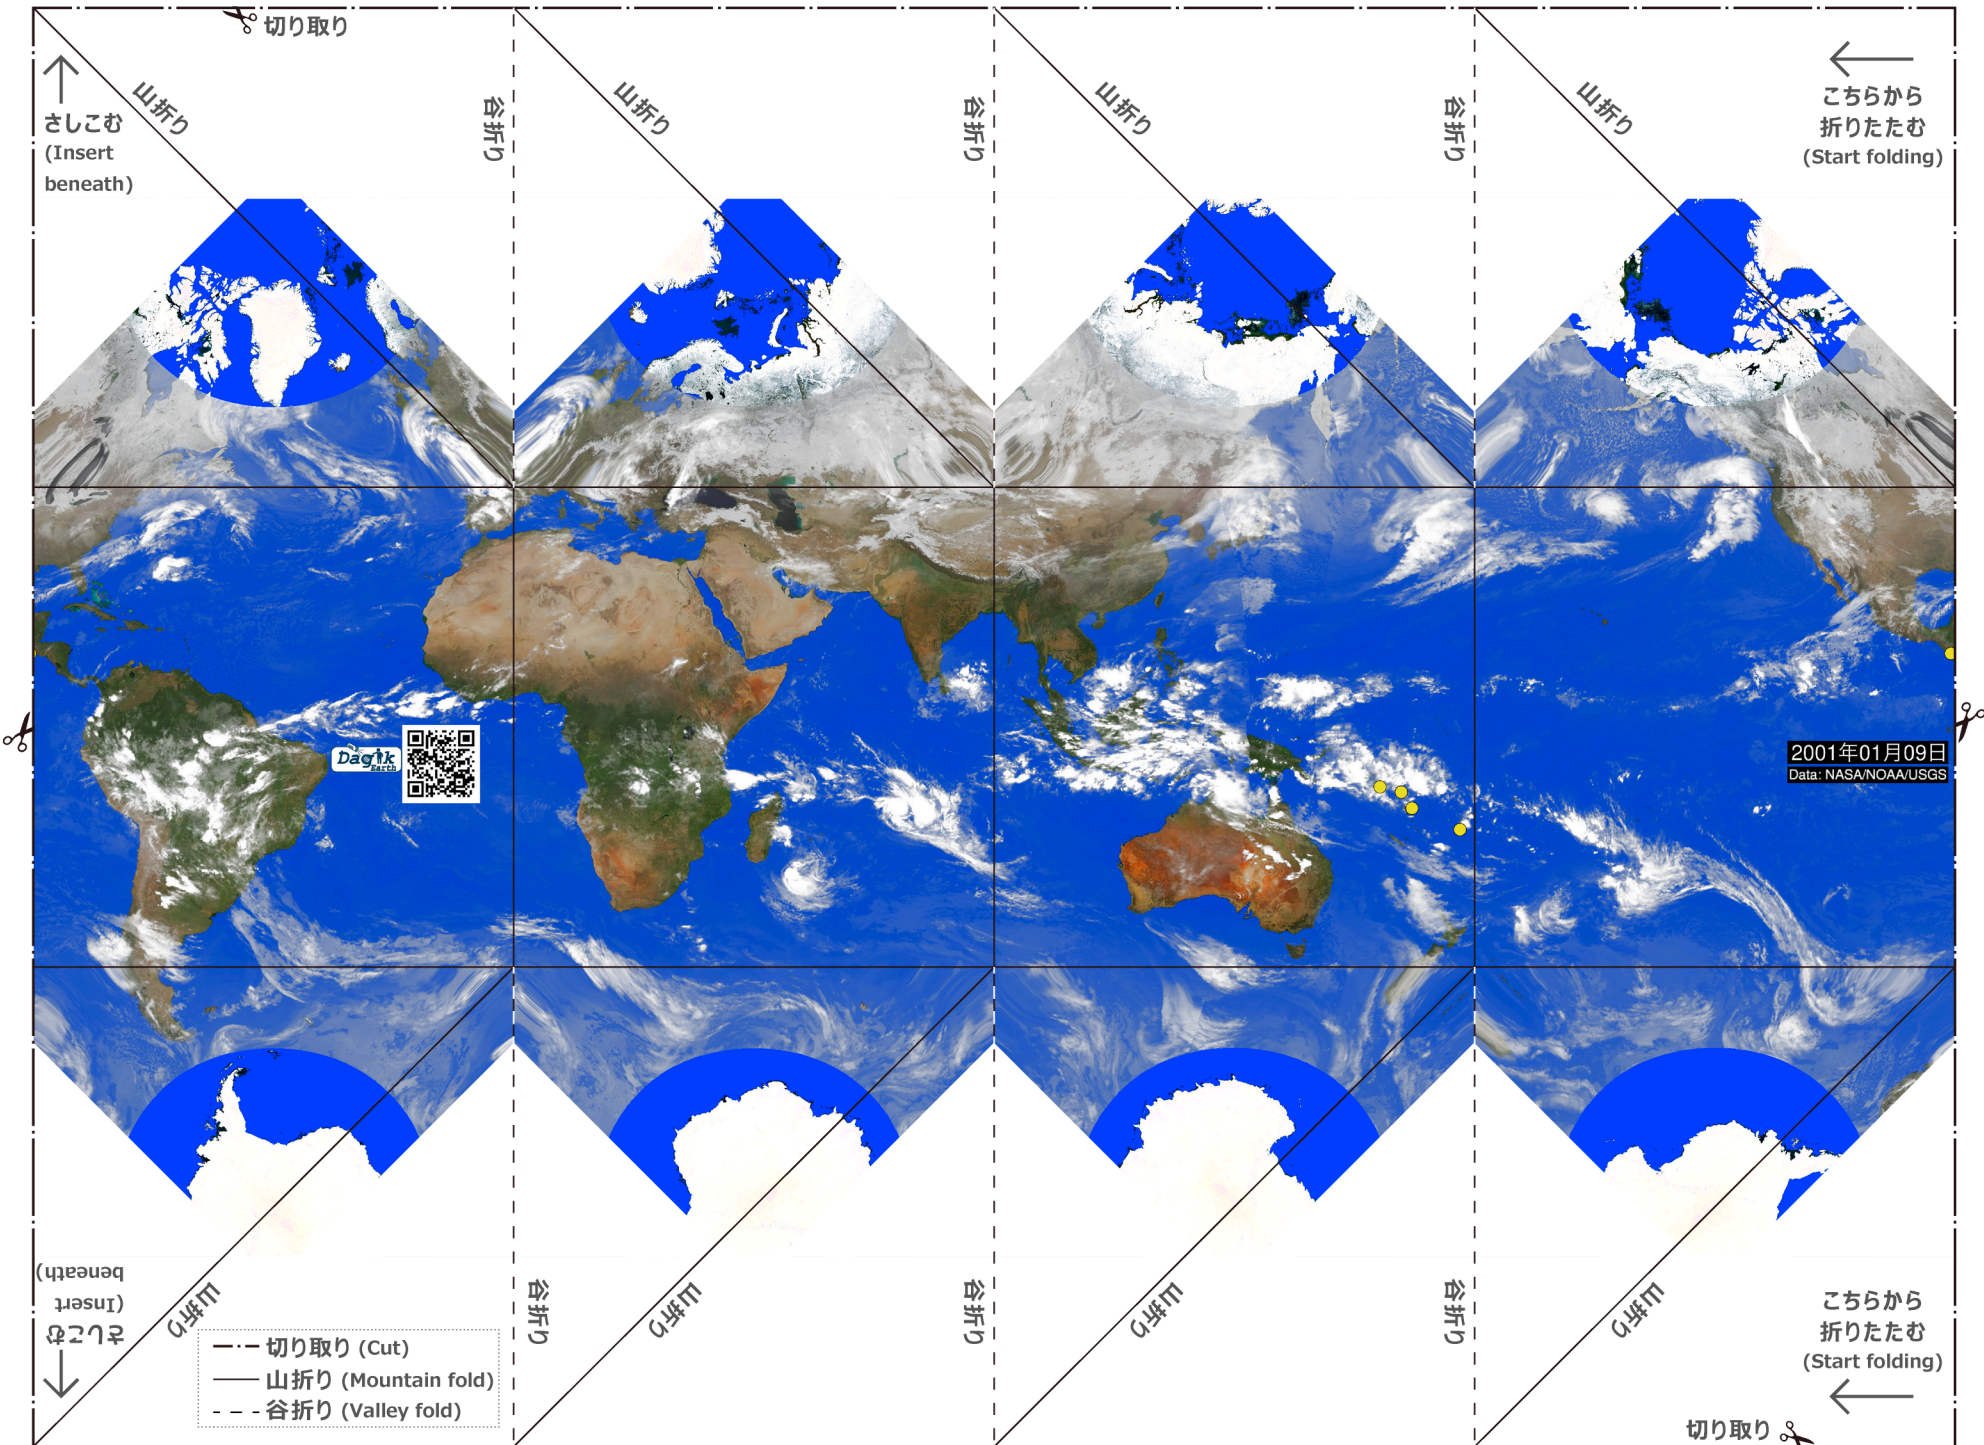 切り取り
さしこむ
(Insert
beneath)
山折り
谷折り
山折り
谷折り
山折り
谷折り
山折り
こちらから
折りたたむ
(Start folding)
Dagik
Earth
2001年01月09日
Data: NASA/NOAA/USGS
さしこむ
(Insert
beneath)
山折り
谷折り
山折り
谷折り
山折り
谷折り
山折り
こちらから
折りたたむ
(Start folding)
切り取り (Cut)
山折り (Mountain fold)
谷折り (Valley fold)
切り取り